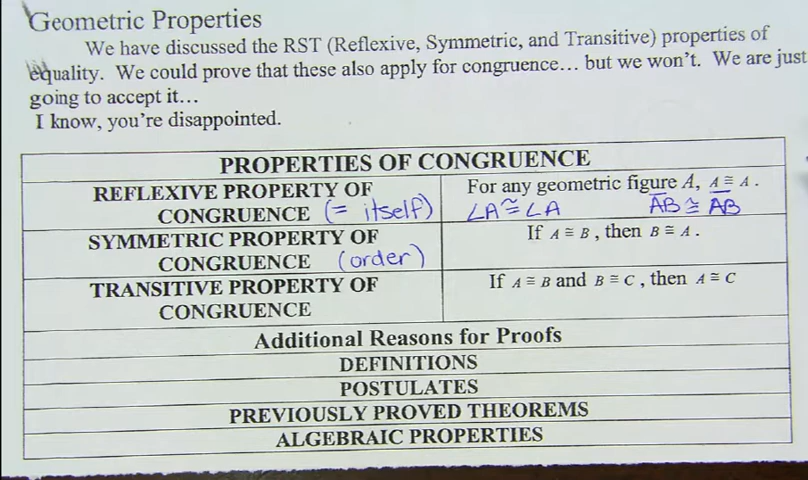 Geometric Properties
We have discussed the RST (Reflexive, Symmetric, and Transitive) properties of
equality. We could prove that these also apply for congruence... but we won't. We are just
going to accept it...
I know, you're disappointed.
PROPERTIES OF CONGRUENCE
REFLEXIVE PROPERTY OF
CONGRUENCE (= itself)
For any geometric figure A, A ≅ A.
∠A ≅ ∠A A̅B̅ ≅ A̅B̅
SYMMETRIC PROPERTY OF
CONGRUENCE (order)
If A ≅ B, then B ≅ A.
TRANSITIVE PROPERTY OF
CONGRUENCE
If A ≅ B and B ≅ C, then A ≅ C
Additional Reasons for Proofs
DEFINITIONS
POSTULATES
PREVIOUSLY PROVED THEOREMS
ALGEBRAIC PROPERTIES